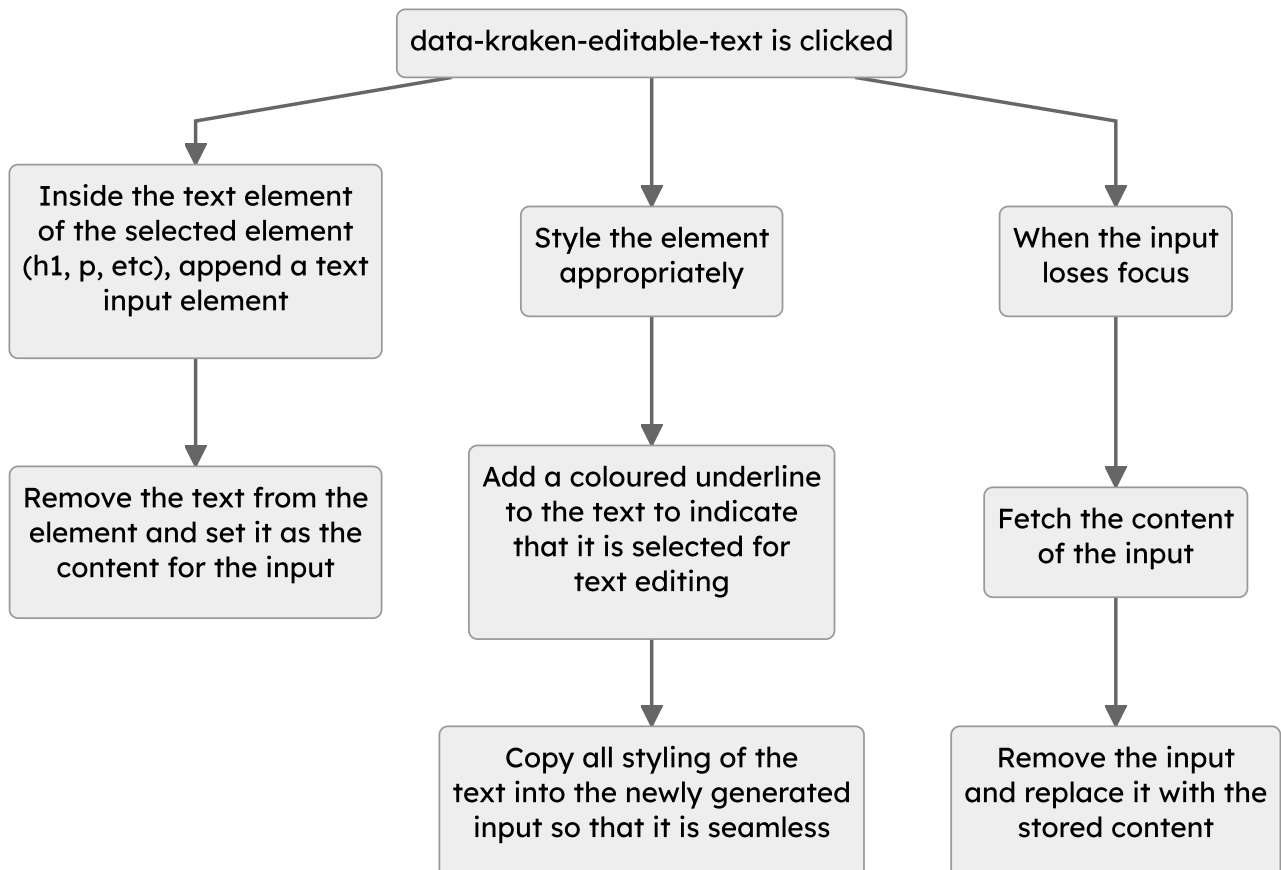 data-kraken-editable-text is clicked
Inside the text element
of the selected element
(h1, p, etc), append a text
input element
Style the element
appropriately
When the input
loses focus
Remove the text from the
element and set it as the
content for the input
Add a coloured underline
to the text to indicate
that it is selected for
text editing
Fetch the content
of the input
Copy all styling of the
text into the newly generated
input so that it is seamless
Remove the input
and replace it with the
stored content